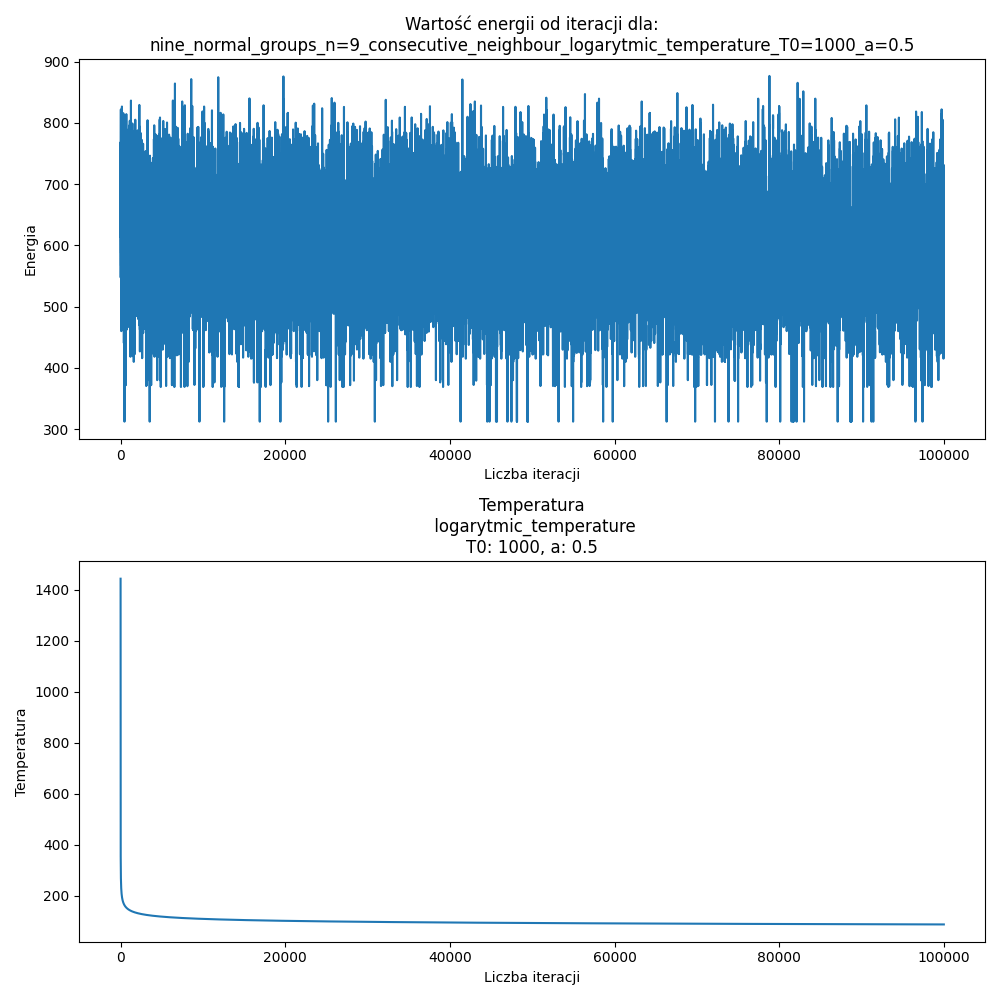 Wartość energii od iteracji dla:
nine_normal_groups_n=9_consecutive_neighbour_logarytmic_temperature_T0=1000_a=0.5
900
800
700
600
500
400
300
Energia
0 20000 40000 60000 80000 100000
Liczba iteracji
Temperatura
logarytmic_temperature
T0: 1000, a: 0.5
1400
1200
1000
800
600
400
200
Temperatura
0 20000 40000 60000 80000 100000
Liczba iteracji